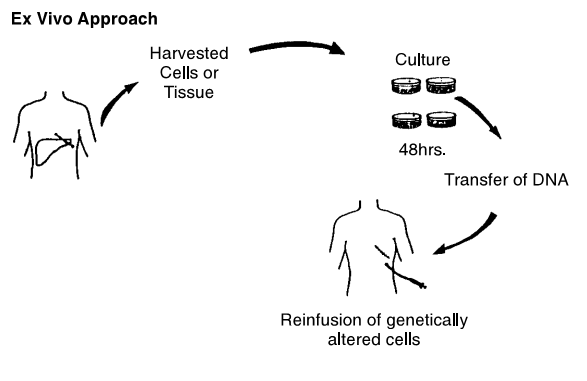 Ex Vivo Approach
Harvested
Cells or
Tissue
Culture
48hrs.
Transfer of DNA
Reinfusion of genetically
altered cells